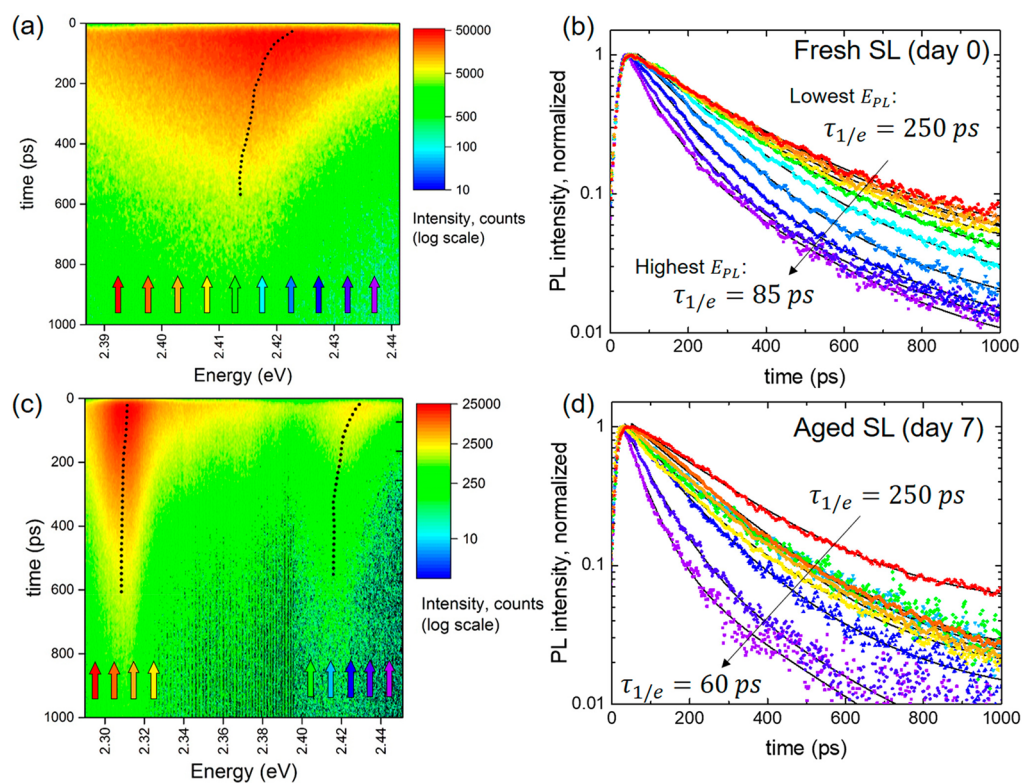 (a)
0
200
400
600
800
1000
time (ps)
2.39
2.40
2.41
2.42
2.43
2.44
Energy (eV)
50000
5000
500
100
10
Intensity, counts
(log scale)
(b)
Fresh SL (day 0)
Lowest E_PL:
τ_1/e = 250 ps
Highest E_PL:
τ_1/e = 85 ps
1
0.1
0.01
PL intensity, normalized
0
200
400
600
800
1000
time (ps)
(c)
0
200
400
600
800
1000
time (ps)
2.30
2.32
2.34
2.36
2.38
2.40
2.42
2.44
Energy (eV)
25000
2500
250
10
Intensity, counts
(log scale)
(d)
Aged SL (day 7)
τ_1/e = 250 ps
τ_1/e = 60 ps
1
0.1
0.01
PL intensity, normalized
0
200
400
600
800
1000
time (ps)